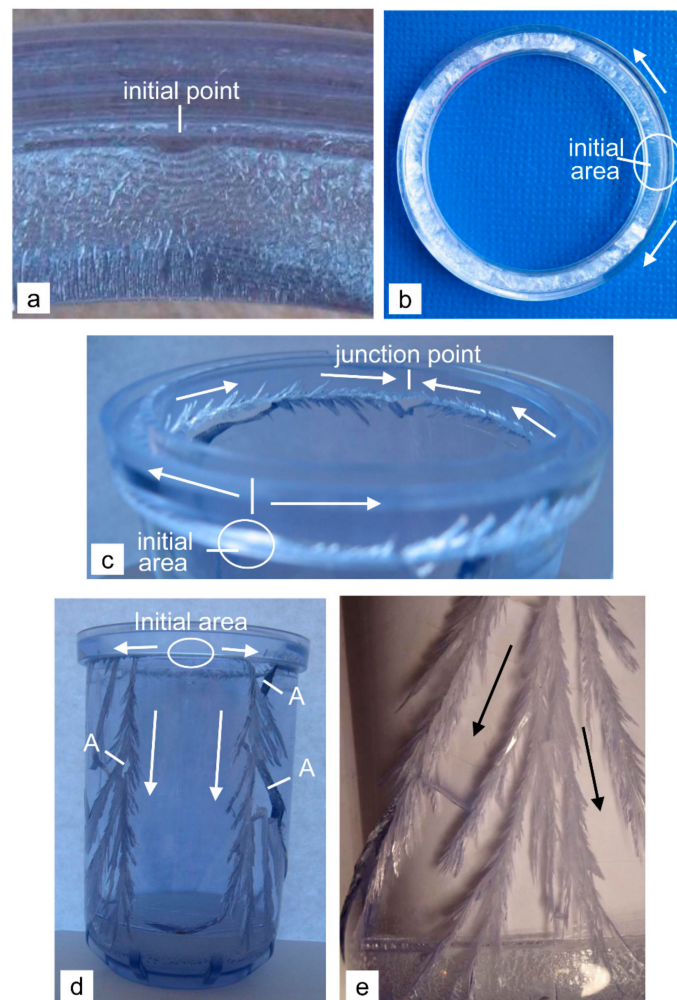 initial point
a
initial
area
b
junction point
initial
area
c
Initial area
A
A
A
d
e